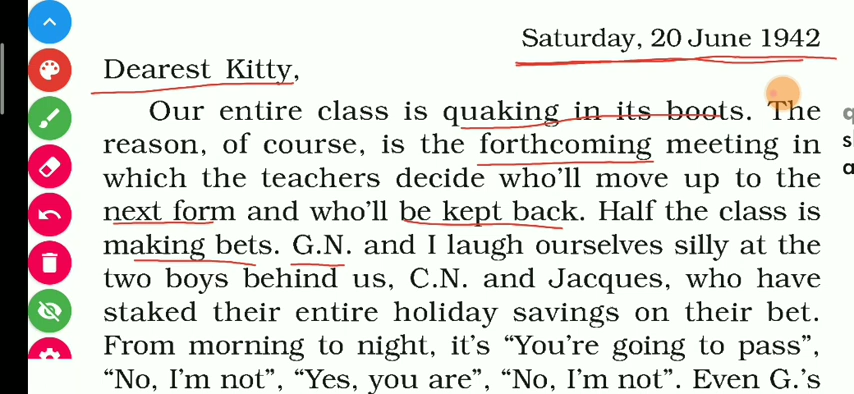 Saturday, 20 June 1942
Dearest Kitty,
Our entire class is quaking in its boots. The
reason, of course, is the forthcoming meeting in
which the teachers decide who’ll move up to the
next form and who’ll be kept back. Half the class is
making bets. G.N. and I laugh ourselves silly at the
two boys behind us, C.N. and Jacques, who have
staked their entire holiday savings on their bet.
From morning to night, it’s “You’re going to pass”,
“No, I’m not”, “Yes, you are”, “No, I’m not”. Even G.’s